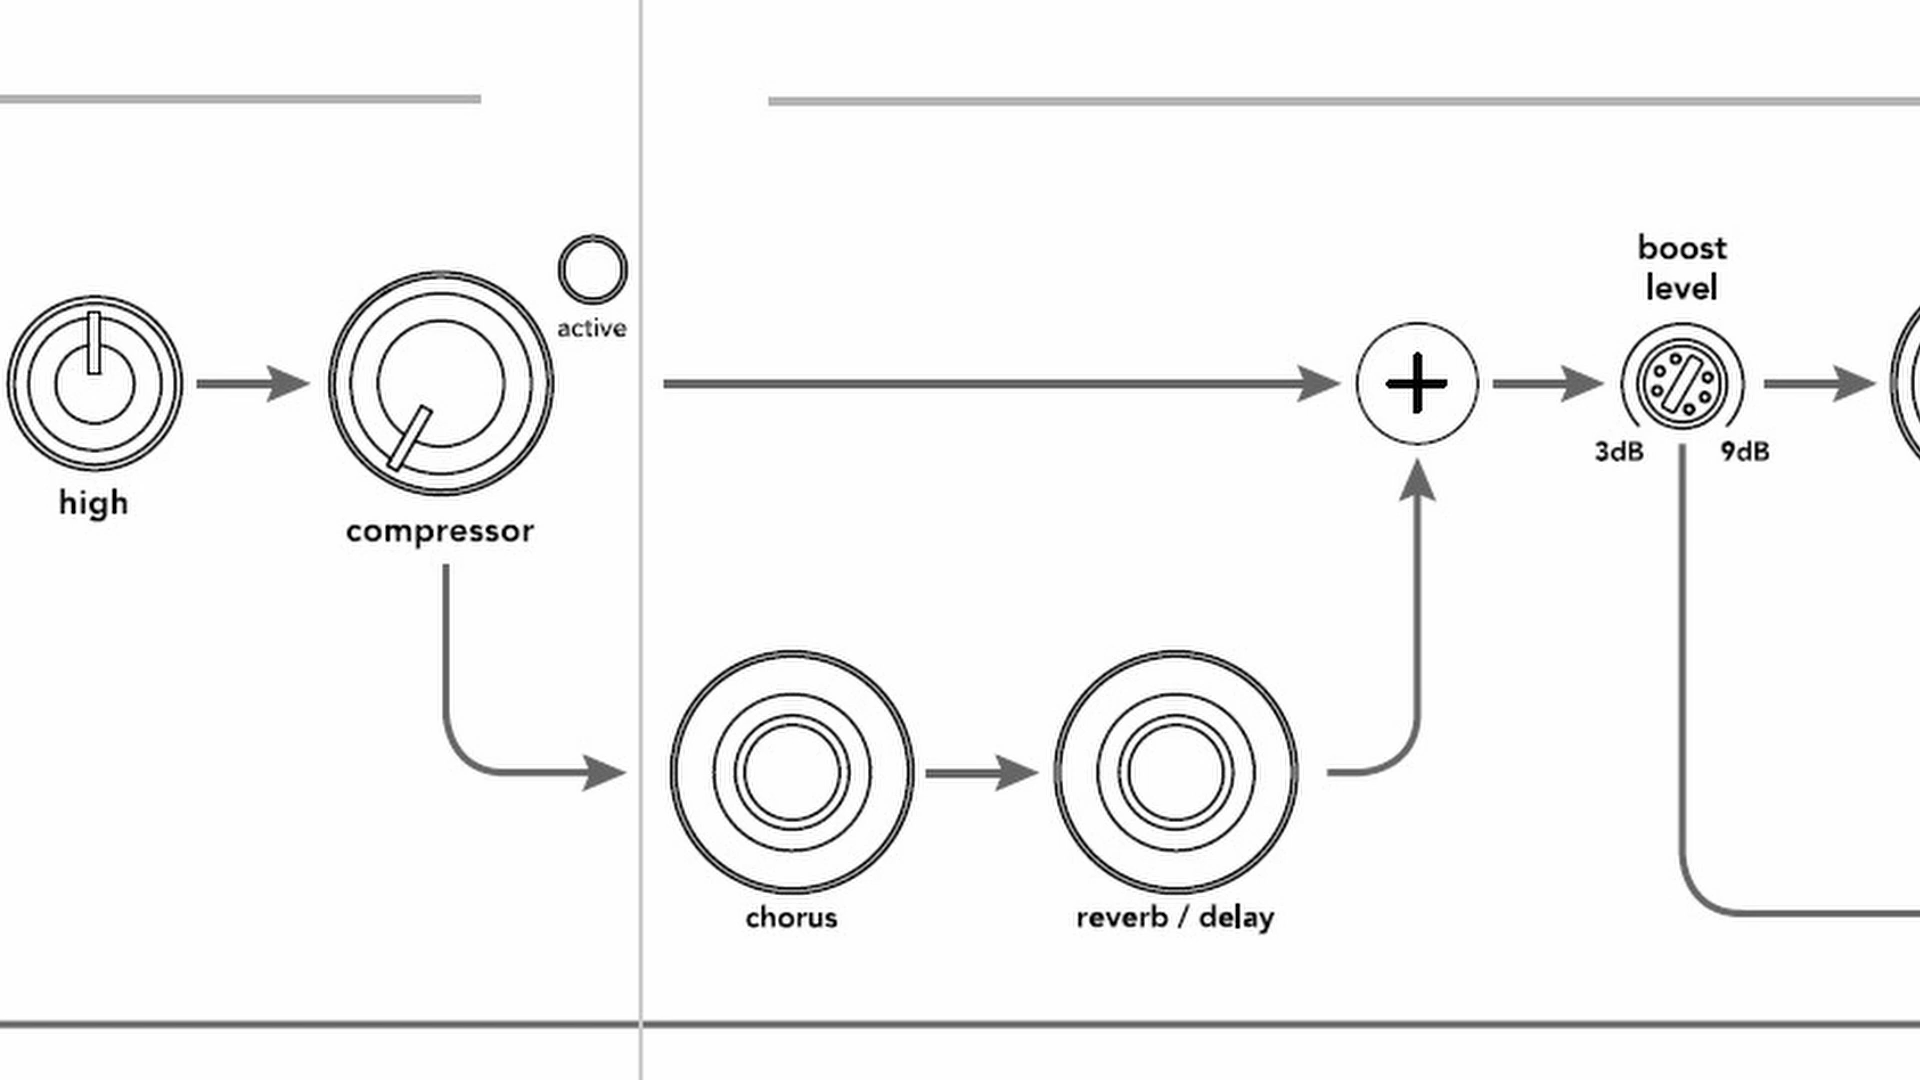 high
compressor
active
chorus
reverb / delay
+
boost
level
3dB
9dB